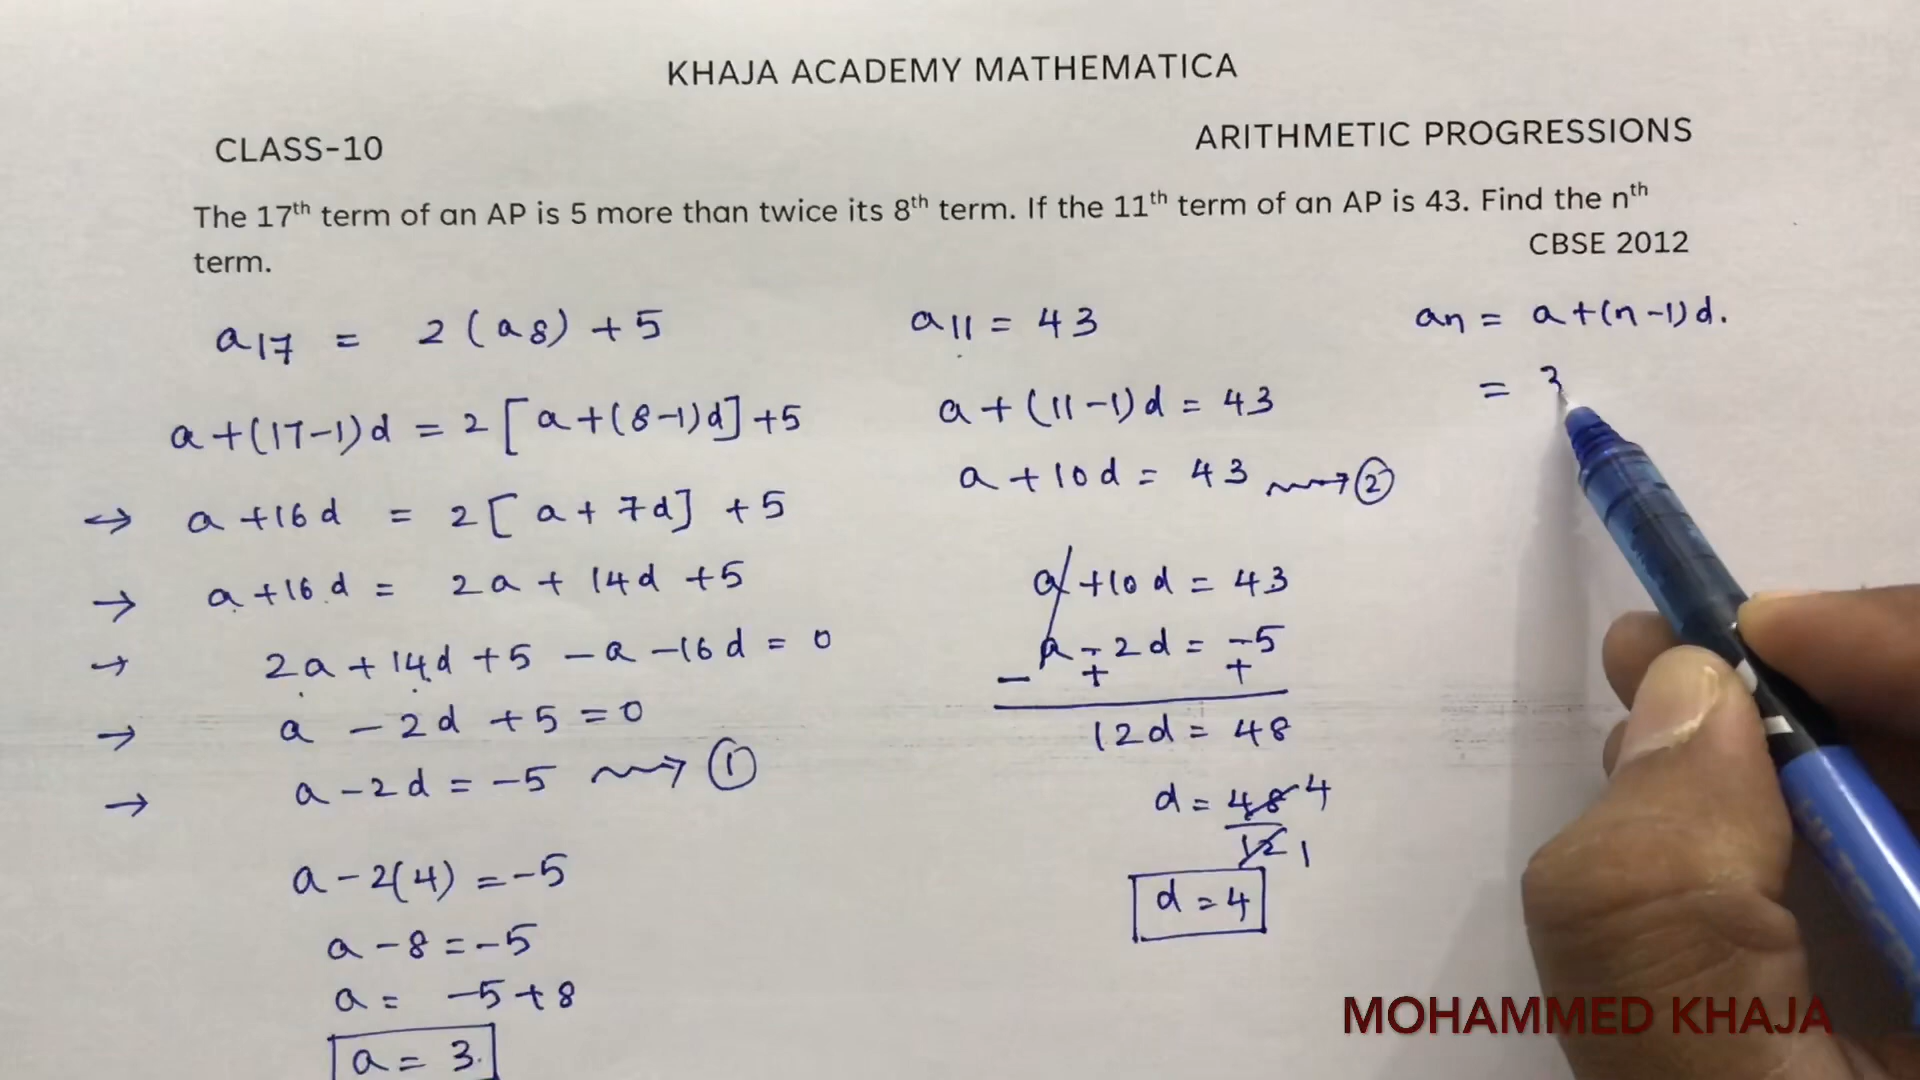 KHAJA ACADEMY MATHEMATICA
CLASS-10
ARITHMETIC PROGRESSIONS
The 17th term of an AP is 5 more than twice its 8th term. If the 11th term of an AP is 43. Find the nth
term.
CBSE 2012
a17 = 2(a8) + 5
a+(17-1)d = 2[a+(8-1)d]+5
→ a+16d = 2[a+7d] +5
→ a+16d = 2a + 14d +5
→ 2a+14d+5 -a -16d = 0
→ a -2d +5 = 0
→ a-2d = -5 ⟿ ①
a-2(4) = -5
a-8 = -5
a = -5+8
a = 3.
a11 = 43
a+(11-1)d = 43
a+10d = 43 ⟿ ②
a+10d = 43
a-2d = -5
- + +
12d = 48
d = 48 4
12 1
d = 4
an = a+(n-1)d.
= 3
MOHAMMED KHAJA